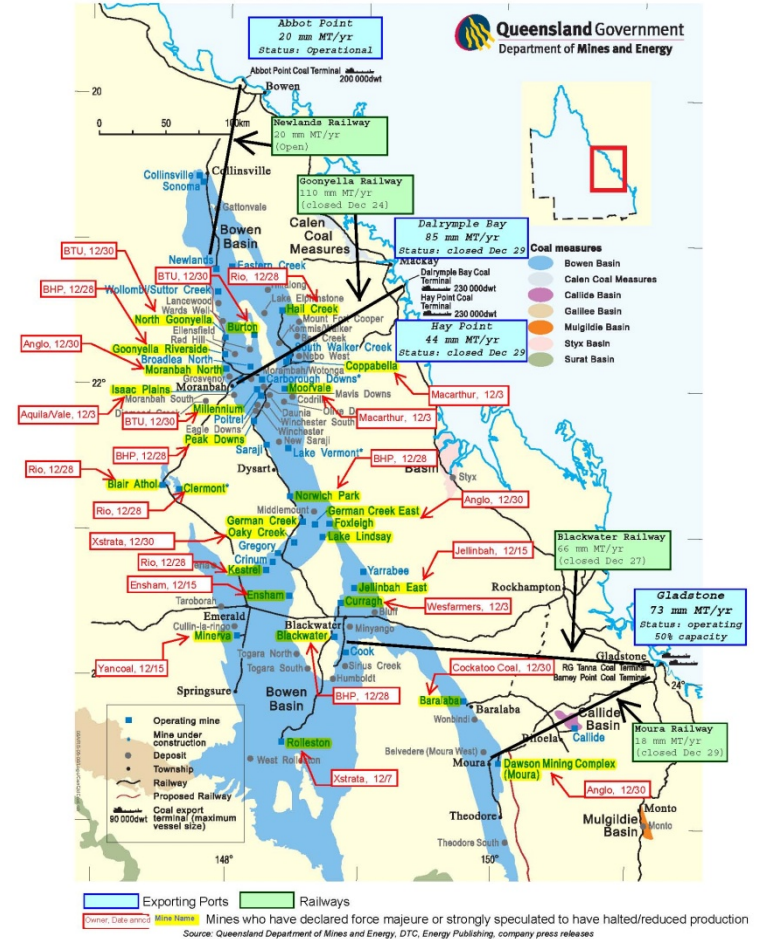 Abbot Point
20 mm MT/yr
Status: Operational
Queensland Government
Department of Mines and Energy
Abbot Point Coal Terminal
200 000dwt
Bowen
20
0 50 100km
Newlands Railway
20 mm MT/yr
(Open)
Collinsville
Collinsville
Sonoma
Goonyella Railway
110 mm MT/yr
(closed Dec 24)
Gattonvale
Bowen
Basin
Calen
Coal
Measures
Dalrymple Bay
85 mm MT/yr
Status: closed Dec 29
Mackay
Dalrymple Bay Coal
Terminal
230 000dwt
Hay Point Coal
Terminal
230 000dwt
Hay Point
44 mm MT/yr
Status: closed Dec 29
Coal measures
Bowen Basin
Calen Coal Measures
Callide Basin
Galilee Basin
Mulgildie Basin
Styx Basin
Surat Basin
BTU, 12/30
Newlands
Eastern Creek
BTU, 12/30
Rio, 12/28
BHP, 12/28
Wollombi/Suttor Creek
Lancewood
Wards Well
Lake Elphinstone
Hail Creek
North Goonyella
Mount Fort Cooper
Ellensfield
Burton
Kemmis/Walker
Red Hill
Anglo, 12/30
Goonyella Riverside
South Walker Creek
Broadlea North
Nebo West
Moranbah North
Moranbah/Wotonga
Coppabella
22°
Grosvenor
Carborough Downs*
Isaac Plains
Moranbah
Moorvale
Mavis Downs
Macarthur, 12/3
Moranbah South
Codrilla
Aquila/Vale, 12/3
Millennium
Daunia
BTU, 12/30
Poitrel
Winchester South
Macarthur, 12/3
Eagle Downs
Winchester
Peak Downs
New Saraji
BHP, 12/28
Saraji
Lake Vermont*
BHP, 12/28
Rio, 12/28
Dysart
Basin
Styx
Blair Athol
Clermont*
Norwich Park
Rio, 12/28
Middlemount
German Creek East
Anglo, 12/30
German Creek
Foxleigh
Xstrata, 12/30
Oaky Creek
Lake Lindsay
Gregory
Blackwater Railway
66 mm MT/yr
(closed Dec 27)
Rio, 12/28
Crinum
Jellinbah, 12/15
Kestrel
Yarrabee
Ensham, 12/15
Jellinbah East
Rockhampton
Gladstone
73 mm MT/yr
Status: operating
50% capacity
Ensham
Curragh
Wesfarmers, 12/3
Taroborah
Bluff
Emerald
Blackwater
Minyango
Cullin-la-ringo
Minerva
Blackwater
Cook
Gladstone
Yancoal, 12/15
Togara North
Sirius Creek
Cockatoo Coal, 12/30
RG Tanna Coal Terminal
Barney Point Coal Terminal
Togara South
Humboldt
24°
Springsure
Bowen
Basin
BHP, 12/28
Baralaba
Baralaba
Callide
Basin
Moura Railway
18 mm MT/yr
(closed Dec 29)
Wonbindi
Biloela
Callide
Operating mine
Mine under
construction
Deposit
Township
Railway
Proposed Railway
Coal export
terminal (maximum
vessel size)
90 000dwt
Rolleston
Belvedere (Moura West)
West Rolleston
Moura
Dawson Mining Complex
(Moura)
Xstrata, 12/7
Anglo, 12/30
Theodore
Monto
Mulgildie
Basin
Monto
Theodore South
148°
150°
Exporting Ports
Railways
Owner, Date anncd
Mine Name
Mines who have declared force majeure or strongly speculated to have halted/reduced production
Source: Queensland Department of Mines and Energy, DTC, Energy Publishing, company press releases